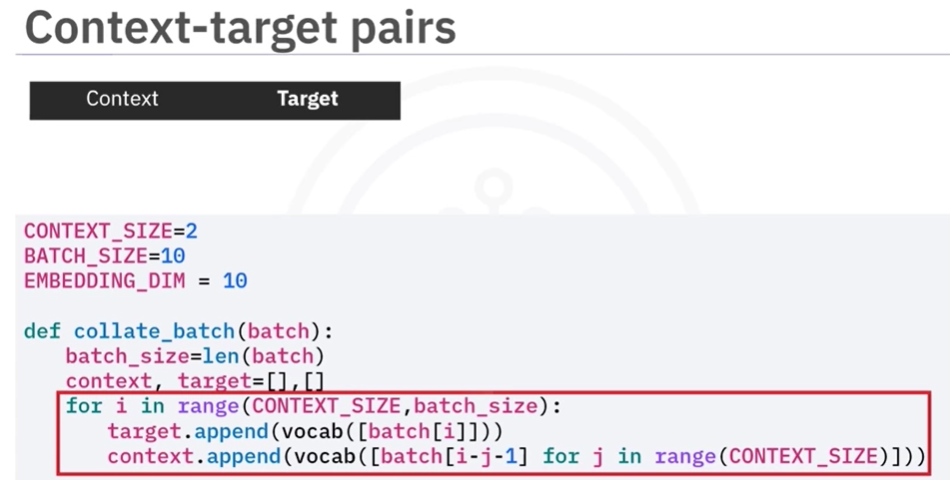 Context-target pairs
Context Target
CONTEXT_SIZE=2
BATCH_SIZE=10
EMBEDDING_DIM = 10
def collate_batch(batch):
batch_size=len(batch)
context, target=[],[]
for i in range(CONTEXT_SIZE,batch_size):
target.append(vocab([batch[i]]))
context.append(vocab([batch[i-j-1] for j in range(CONTEXT_SIZE)]))